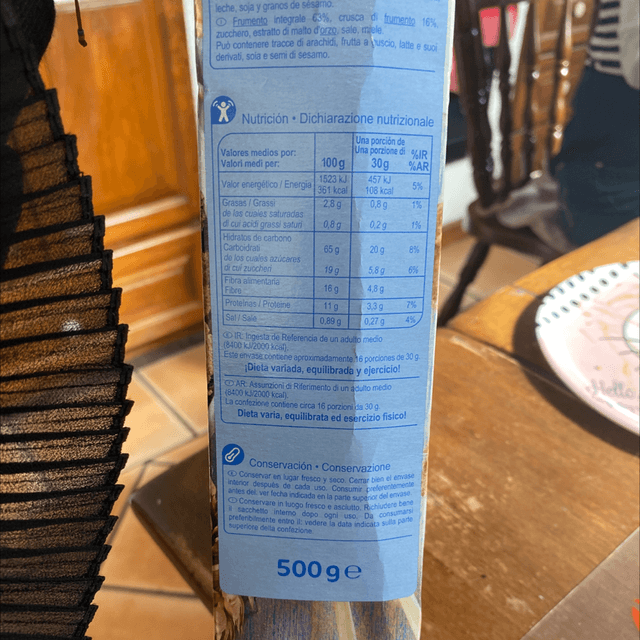 leche, soja y granos de sésamo.
Frumento integrale 63%, crusca di frumento 16%,
zucchero, estratto di malto d'orzo, sale, miele.
Può contenere tracce di arachidi, frutta a guscio, latte e suoi
derivati, soia e semi di sesamo.
Nutrición • Dichiarazione nutrizionale
Valores medios por:
Valori medi per:
100 g
Una porción de
Una porzione di
30g
%IR
%AR
Valor energético / Energia
1523 kJ
361 kcal
457 kJ
108 kcal
5%
Grasas / Grassi
2,8 g
0,8 g
1%
de las cuales saturadas
di cui acidi grassi saturi
0,8 g
0,2 g
1%
Hidratos de carbono
Carboidrati
65 g
20 g
8%
de los cuales azúcares
di cui zuccheri
19 g
5,8 g
6%
Fibra alimentaria
Fibre
16 g
4,8 g
Proteínas / Proteine
11 g
3,3 g
7%
Sal / Sale
0,89 g
0,27 g
4%
IR: Ingesta de Referencia de un adulto medio
(8400 kJ/2000 kcal).
Este envase contiene aproximadamente 16 porciones de 30 g.
¡Dieta variada, equilibrado y ejercicio!
AR: Assunzioni di Riferimento di un adulto medio
(8400 kJ/2000 kcal).
La confezione contiene circa 16 porzioni da 30 g.
Dieta varia, equilibrata ed esercizio fisico!
Conservación • Conservazione
Conservar en lugar fresco y seco. Cerrar bien el envase
interior después de cada uso. Consumir preferentemente
antes del: ver fecha indicada en la parte superior del envase.
Conservare in luogo fresco e asciutto. Richiudere bene
il sacchetto interno dopo ogni uso. Da consumarsi
preferibilmente entro il: vedere la data indicata sulla parte
superiore della confezione.
500 g e
Hello